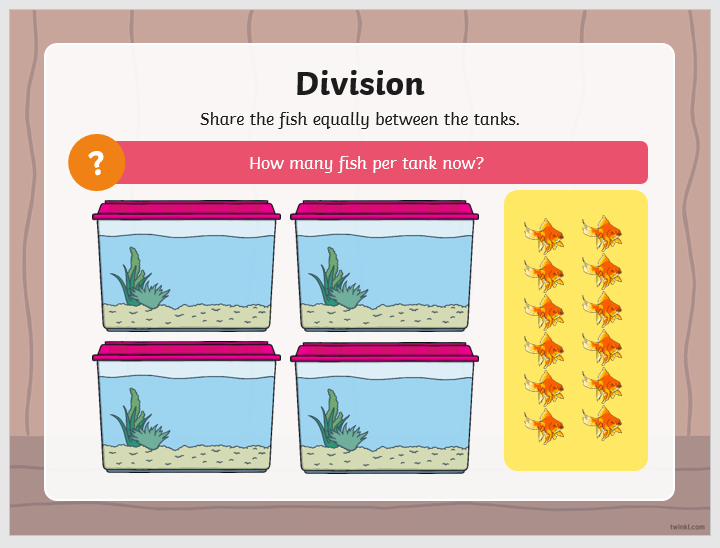 Division
Share the fish equally between the tanks.
?
How many fish per tank now?
twinkl.com